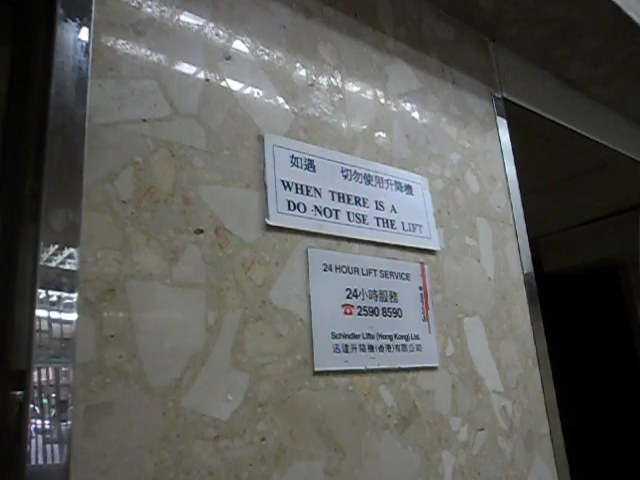 如遇 切勿使用升降機
WHEN THERE IS A
DO NOT USE THE LIFT
24 HOUR LIFT SERVICE
24小時服務
☎ 2590 8590
Schindler Lifts (Hong Kong) Ltd.
迅達升降機(香港)有限公司
Schindler